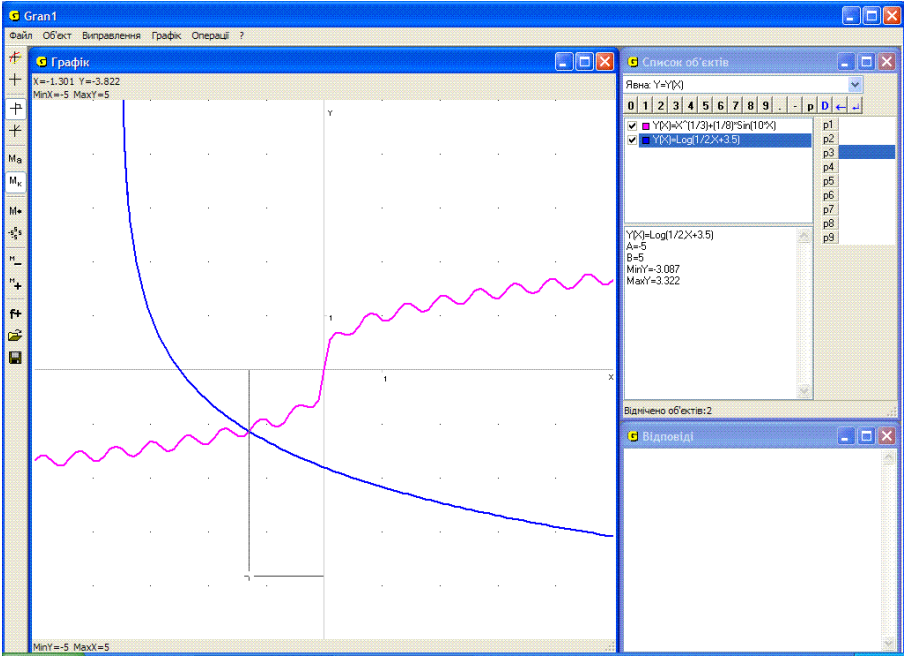 Gran1
Файл Об'єкт Виправлення Графік Операції ?
Графік
X=-1.301 Y=-3.822
MinX=-5 MaxY=5
Y
1
1
X
MinY=-5 MaxX=5
Mа
Mк
M
S
S
S
M
M
f+
Список об'єктів
Явна: Y=Y(X)
0 1 2 3 4 5 6 7 8 9 . - p D ← ↵
Y(X)=X^(1/3)+(1/8)*Sin(10*X)
Y(X)=Log(1/2,X+3.5)
p1
p2
p3
p4
p5
p6
p7
p8
p9
Y(X)=Log(1/2,X+3.5)
A=-5
B=5
MinY=-3.087
MaxY=3.322
Відмічено об'єктів:2
Відповіді